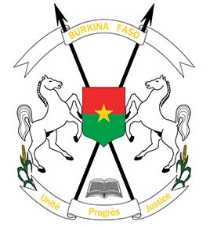 BURKINA FASO
Unité Progrès Justice